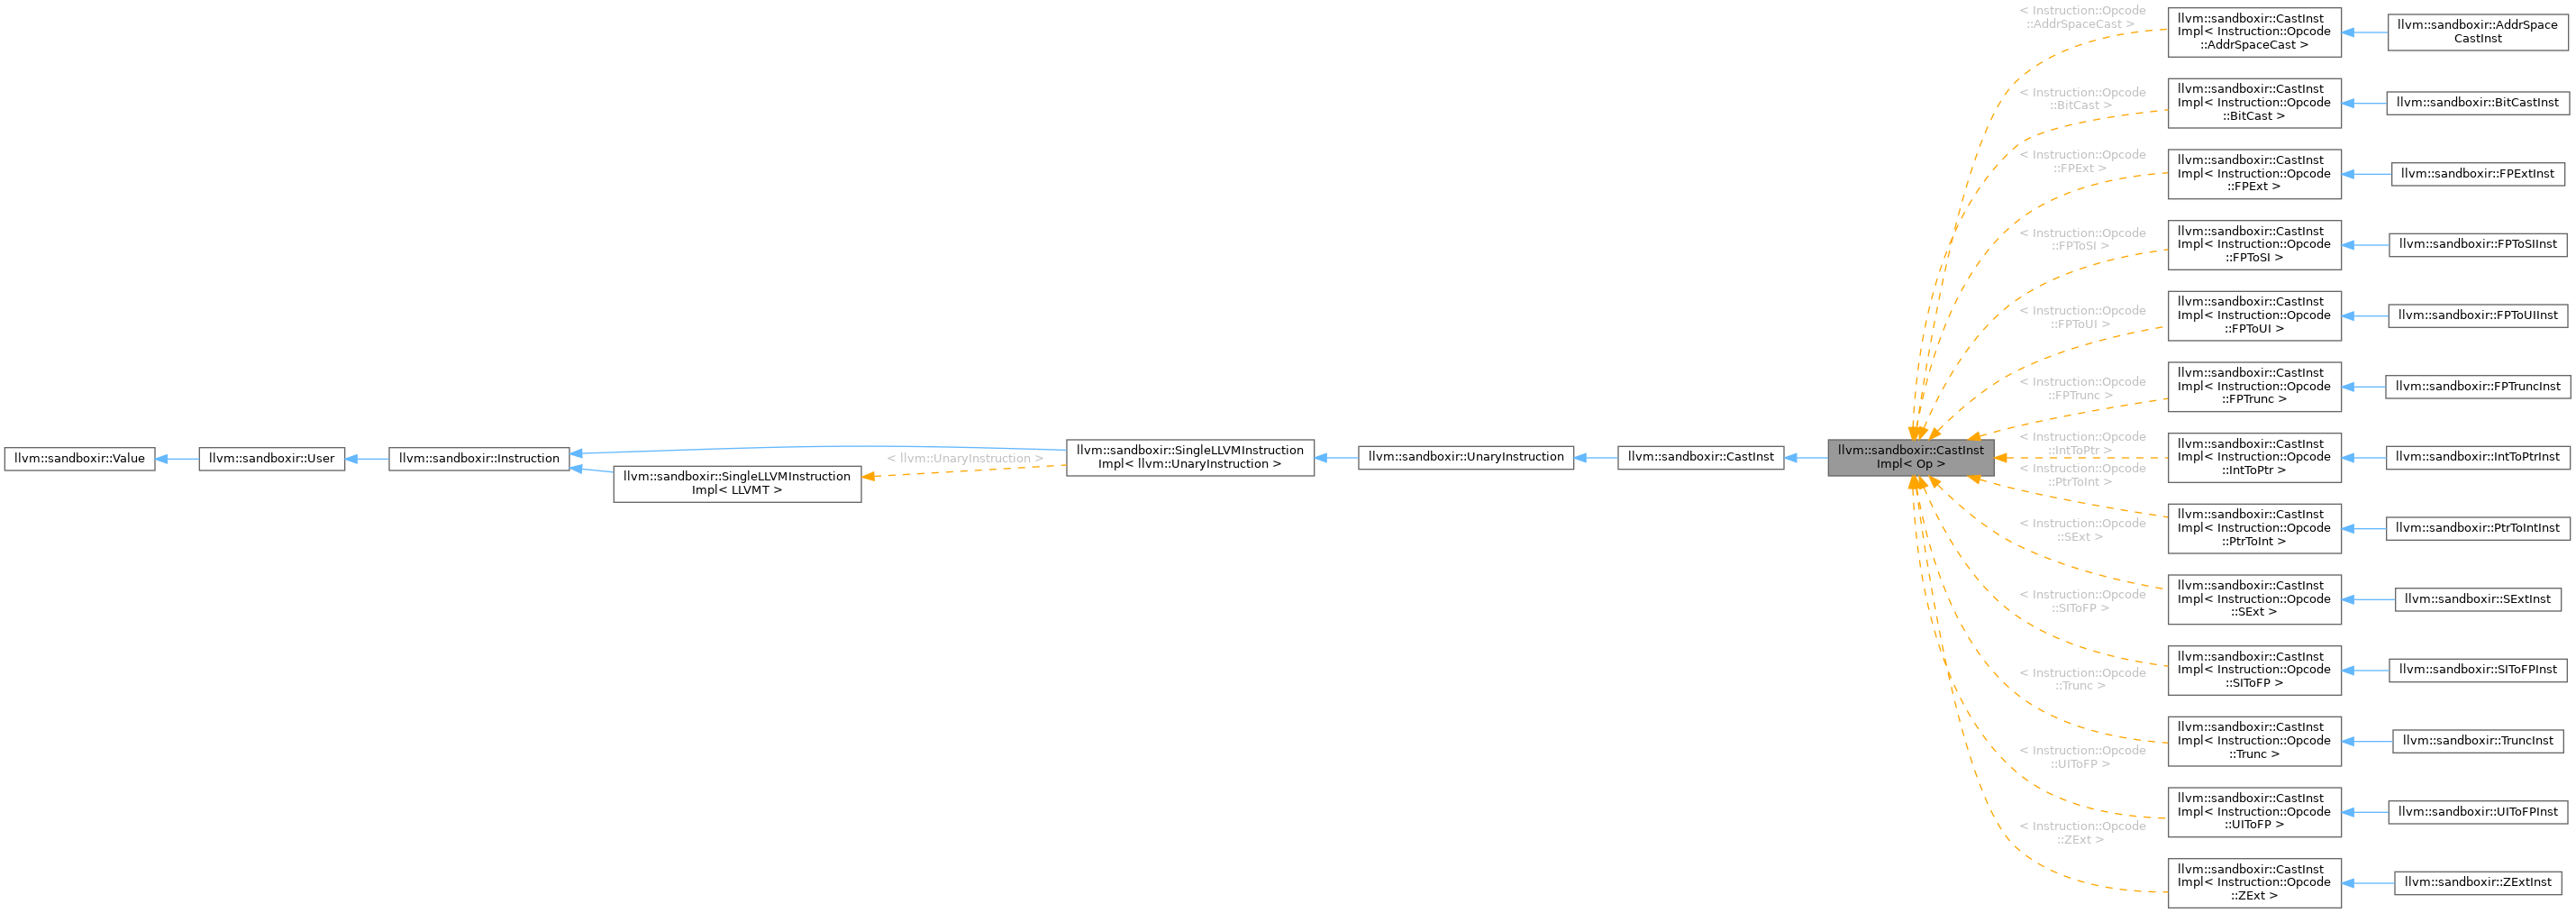 llvm::sandboxir::Value
llvm::sandboxir::User
llvm::sandboxir::Instruction
llvm::sandboxir::SingleLLVMInstruction
Impl< LLVMT >
< llvm::UnaryInstruction >
llvm::sandboxir::SingleLLVMInstruction
Impl< llvm::UnaryInstruction >
llvm::sandboxir::UnaryInstruction
llvm::sandboxir::CastInst
llvm::sandboxir::CastInst
Impl< Op >
< Instruction::Opcode
::AddrSpaceCast >
llvm::sandboxir::CastInst
Impl< Instruction::Opcode
::AddrSpaceCast >
llvm::sandboxir::AddrSpace
CastInst
< Instruction::Opcode
::BitCast >
llvm::sandboxir::CastInst
Impl< Instruction::Opcode
::BitCast >
llvm::sandboxir::BitCastInst
< Instruction::Opcode
::FPExt >
llvm::sandboxir::CastInst
Impl< Instruction::Opcode
::FPExt >
llvm::sandboxir::FPExtInst
< Instruction::Opcode
::FPToSI >
llvm::sandboxir::CastInst
Impl< Instruction::Opcode
::FPToSI >
llvm::sandboxir::FPToSIInst
< Instruction::Opcode
::FPToUI >
llvm::sandboxir::CastInst
Impl< Instruction::Opcode
::FPToUI >
llvm::sandboxir::FPToUIInst
< Instruction::Opcode
::FPTrunc >
llvm::sandboxir::CastInst
Impl< Instruction::Opcode
::FPTrunc >
llvm::sandboxir::FPTruncInst
< Instruction::Opcode
::IntToPtr >
llvm::sandboxir::CastInst
Impl< Instruction::Opcode
::IntToPtr >
llvm::sandboxir::IntToPtrInst
< Instruction::Opcode
::PtrToInt >
llvm::sandboxir::CastInst
Impl< Instruction::Opcode
::PtrToInt >
llvm::sandboxir::PtrToIntInst
< Instruction::Opcode
::SExt >
llvm::sandboxir::CastInst
Impl< Instruction::Opcode
::SExt >
llvm::sandboxir::SExtInst
< Instruction::Opcode
::SIToFP >
llvm::sandboxir::CastInst
Impl< Instruction::Opcode
::SIToFP >
llvm::sandboxir::SIToFPInst
< Instruction::Opcode
::Trunc >
llvm::sandboxir::CastInst
Impl< Instruction::Opcode
::Trunc >
llvm::sandboxir::TruncInst
< Instruction::Opcode
::UIToFP >
llvm::sandboxir::CastInst
Impl< Instruction::Opcode
::UIToFP >
llvm::sandboxir::UIToFPInst
< Instruction::Opcode
::ZExt >
llvm::sandboxir::CastInst
Impl< Instruction::Opcode
::ZExt >
llvm::sandboxir::ZExtInst